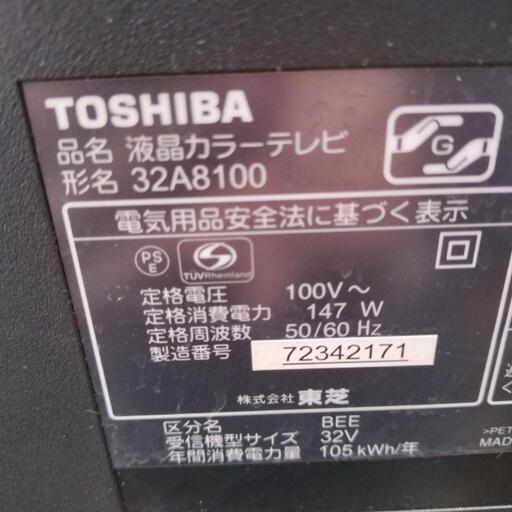 TOSHIBA
品名 液晶カラーテレビ
形名 32A8100
G
電気用品安全法に基づく表示
PS
E
TÜVRheinland
定格電圧 100V～
定格消費電力 147 W
定格周波数 50/60 Hz
製造番号 72342171
株式会社 東芝
区分名 BEE
受信機型サイズ 32V
年間消費電力量 105 kWh/年
>PET
MAD